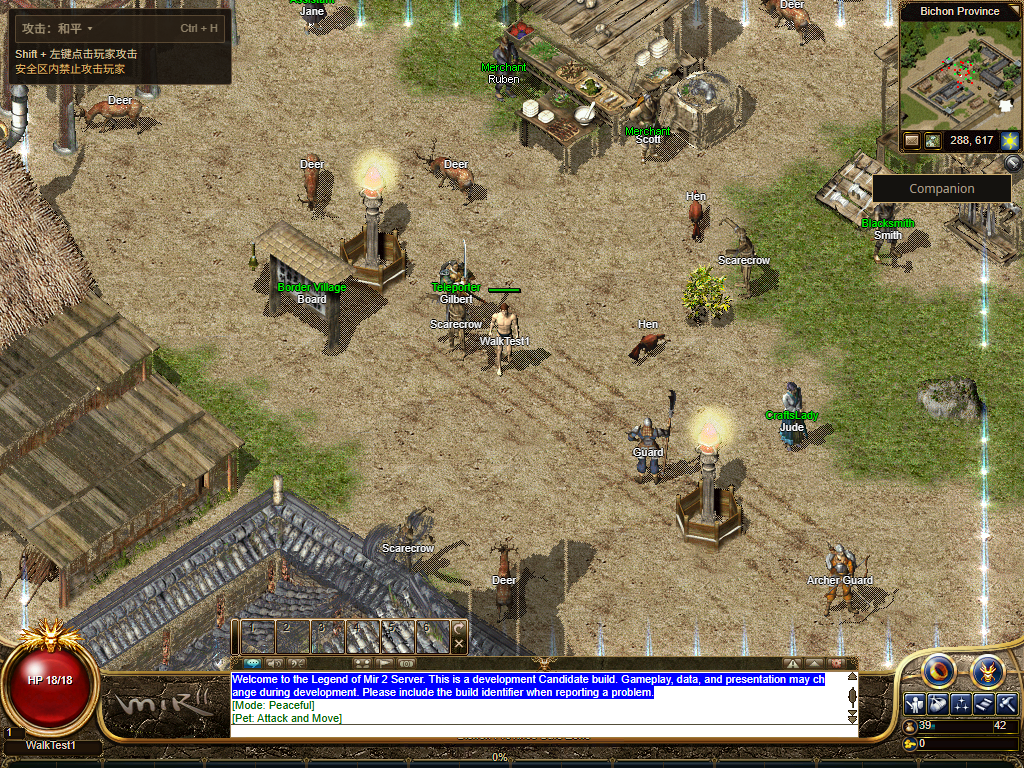 Assistant
Jane
Deer
Bichon Province
攻击：和平
Ctrl + H
Shift + 左键点击玩家攻击
安全区内禁止攻击玩家
Merchant
Ruben
Deer
Merchant
Scott
288, 617
Deer
Deer
Companion
Hen
Blacksmith
Smith
Scarecrow
Border Village
Board
Teleporter
Gilbert
Scarecrow
WalkTest1
Hen
CraftsLady
Jude
Guard
Scarecrow
Deer
Archer Guard
1 2 3 4 5 6
HP 18/18
Welcome to the Legend of Mir 2 Server. This is a development Candidate build. Gameplay, data, and presentation may ch
ange during development. Please include the build identifier when reporting a problem.
[Mode: Peaceful]
[Pet: Attack and Move]
MIR II
39
42
0
1
WalkTest1
0%